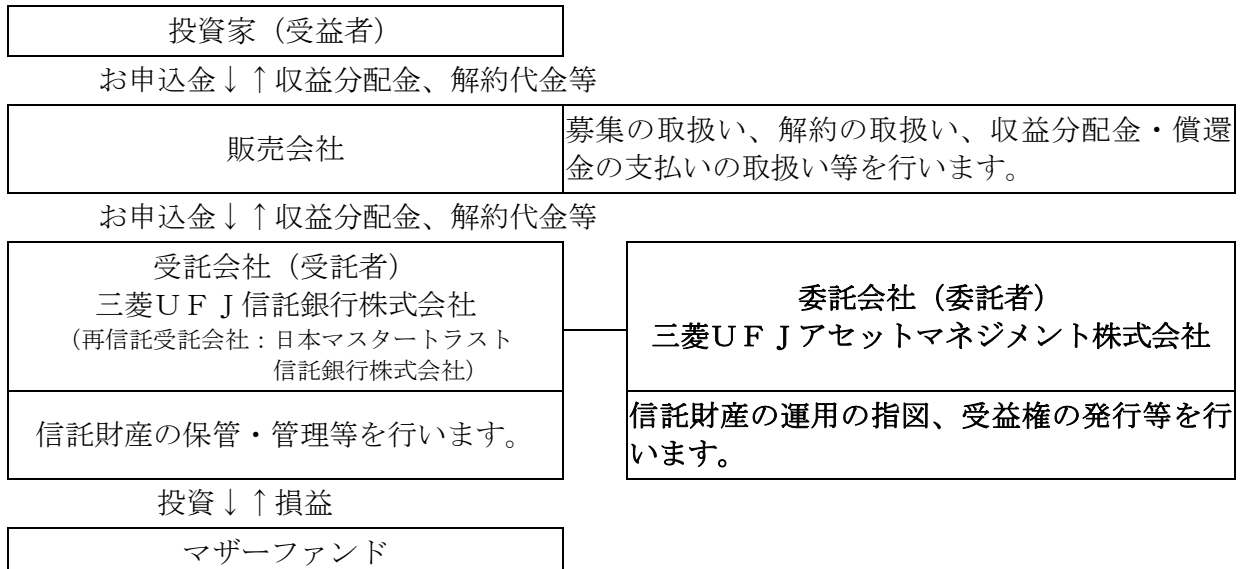 投資家（受益者）
お申込金↓↑収益分配金、解約代金等
販売会社
募集の取扱い、解約の取扱い、収益分配金・償還
金の支払いの取扱い等を行います。
お申込金↓↑収益分配金、解約代金等
受託会社（受託者）
三菱ＵＦＪ信託銀行株式会社
（再信託受託会社：日本マスタートラスト
信託銀行株式会社）
信託財産の保管・管理等を行います。
委託会社（委託者）
三菱ＵＦＪアセットマネジメント株式会社
信託財産の運用の指図、受益権の発行等を行
います。
投資↓↑損益
マザーファンド